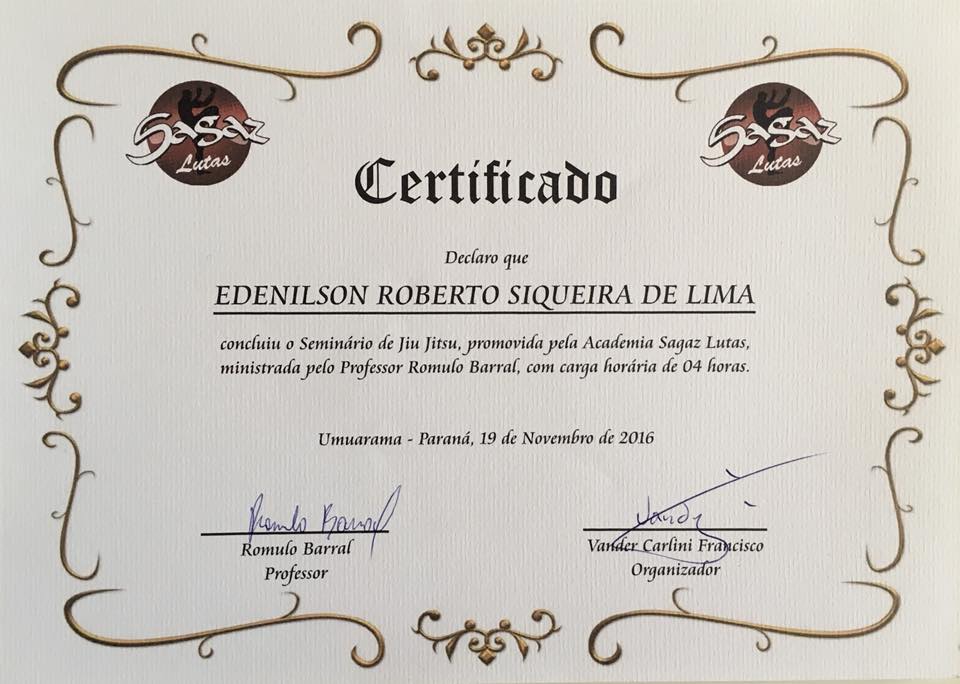 Sagaz
Lutas
Sagaz
Lutas
Certificado
Declaro que
EDENILSON ROBERTO SIQUEIRA DE LIMA
concluiu o Seminário de Jiu Jitsu, promovida pela Academia Sagaz Lutas,
ministrada pelo Professor Romulo Barral, com carga horária de 04 horas.
Umuarama - Paraná, 19 de Novembro de 2016
Romulo Barral
Romulo Barral
Professor
Vander Carlini Francisco
Organizador